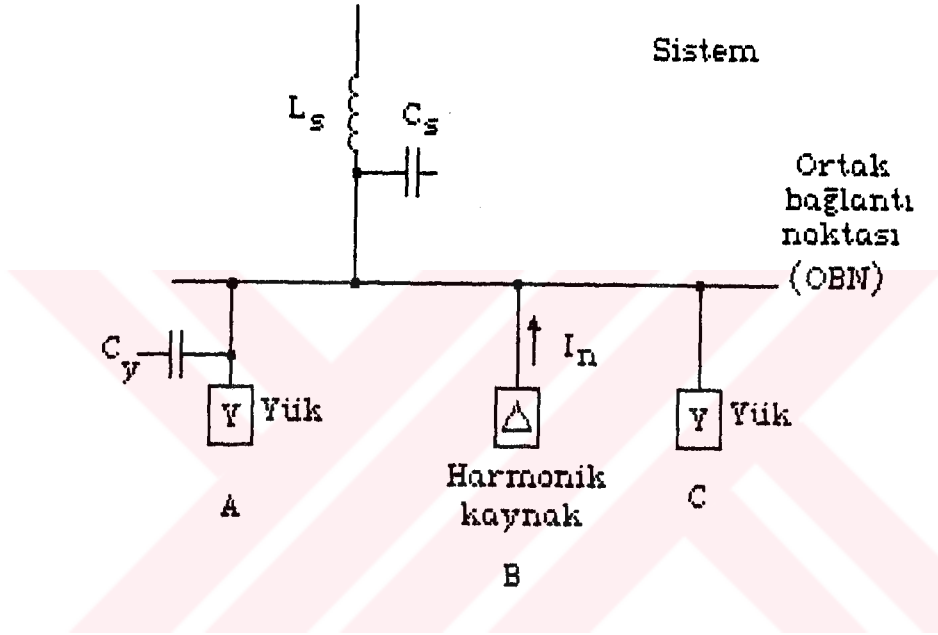 Sistem
L_s
C_s
Ortak
bağlantı
noktası
(OBN)
C_y
I_n
Y Yük
Y Yük
Harmonik
kaynak
A
B
C